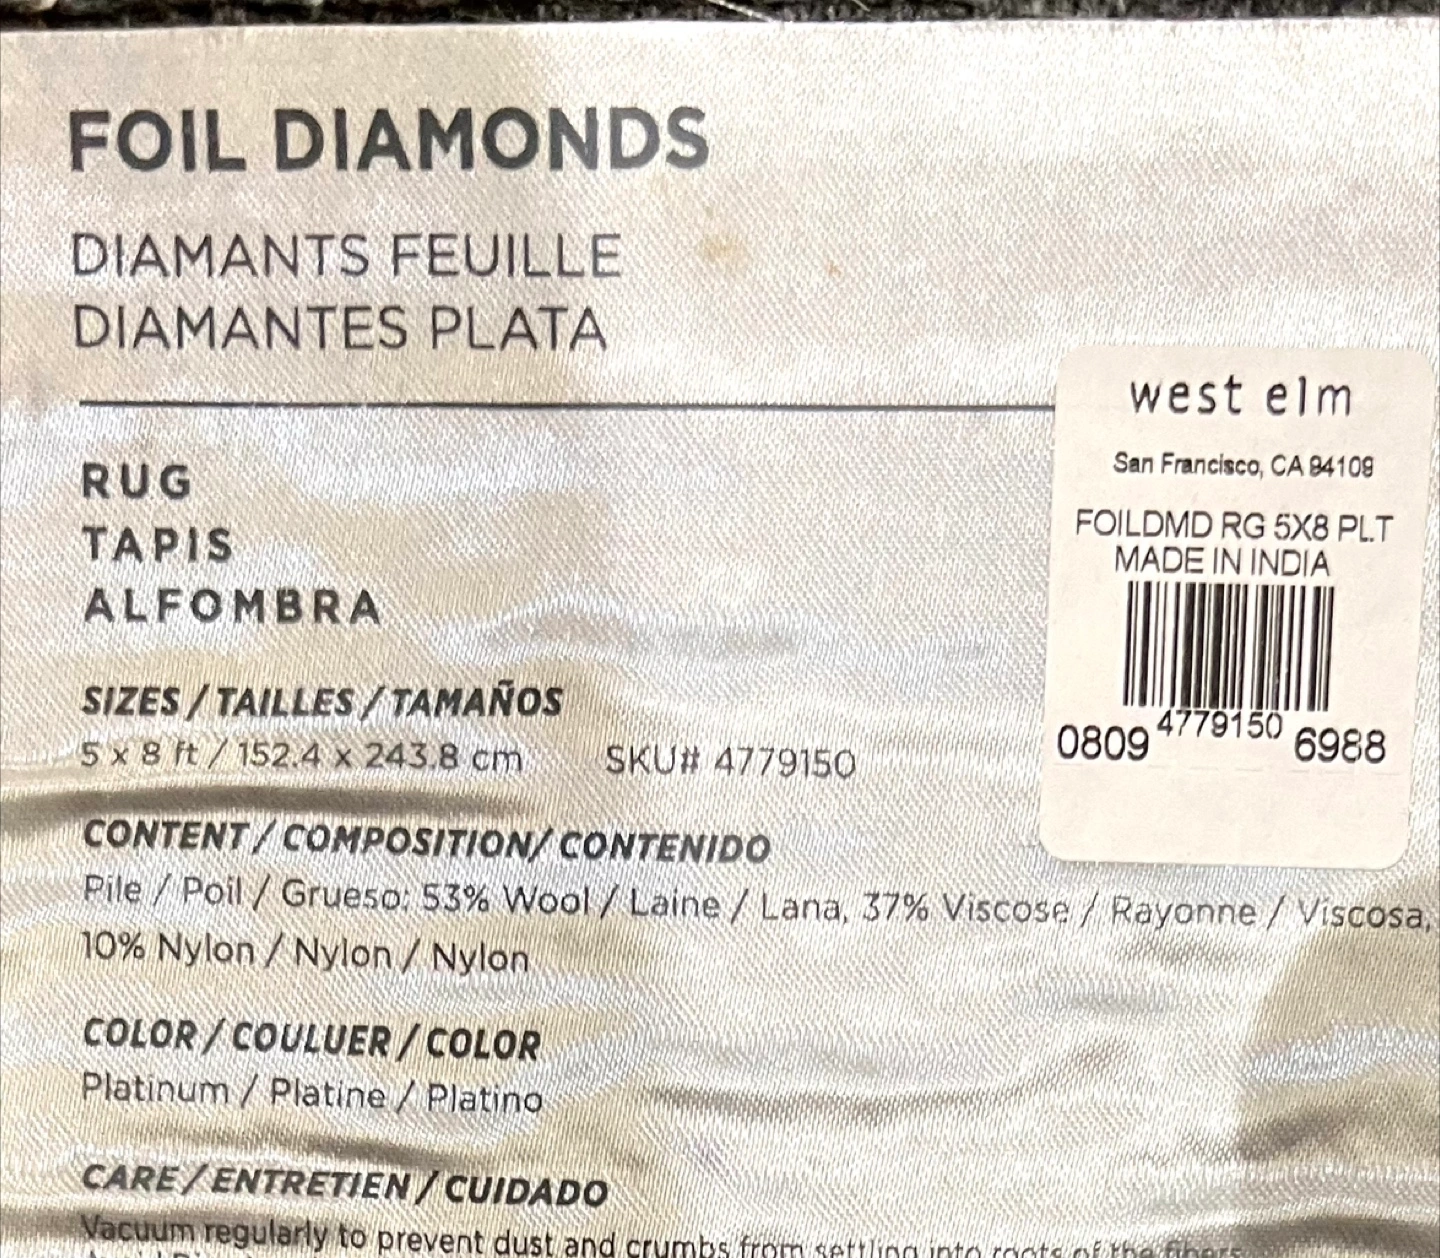 FOIL DIAMONDS
DIAMANTS FEUILLE
DIAMANTES PLATA
RUG
TAPIS
ALFOMBRA
SIZES / TAILLES / TAMAÑOS
5 x 8 ft / 152.4 x 243.8 cm SKU# 4779150
CONTENT / COMPOSITION/ CONTENIDO
Pile / Poil / Grueso: 53% Wool / Laine / Lana, 37% Viscose / Rayonne / Viscosa,
10% Nylon / Nylon / Nylon
COLOR / COULUER / COLOR
Platinum / Platine / Platino
CARE / ENTRETIEN / CUIDADO
Vacuum regularly to prevent dust and crumbs from settling into roots of the fibers
west elm
San Francisco, CA 94109
FOILDMD RG 5X8 PLT
MADE IN INDIA
0809 4779150 6988